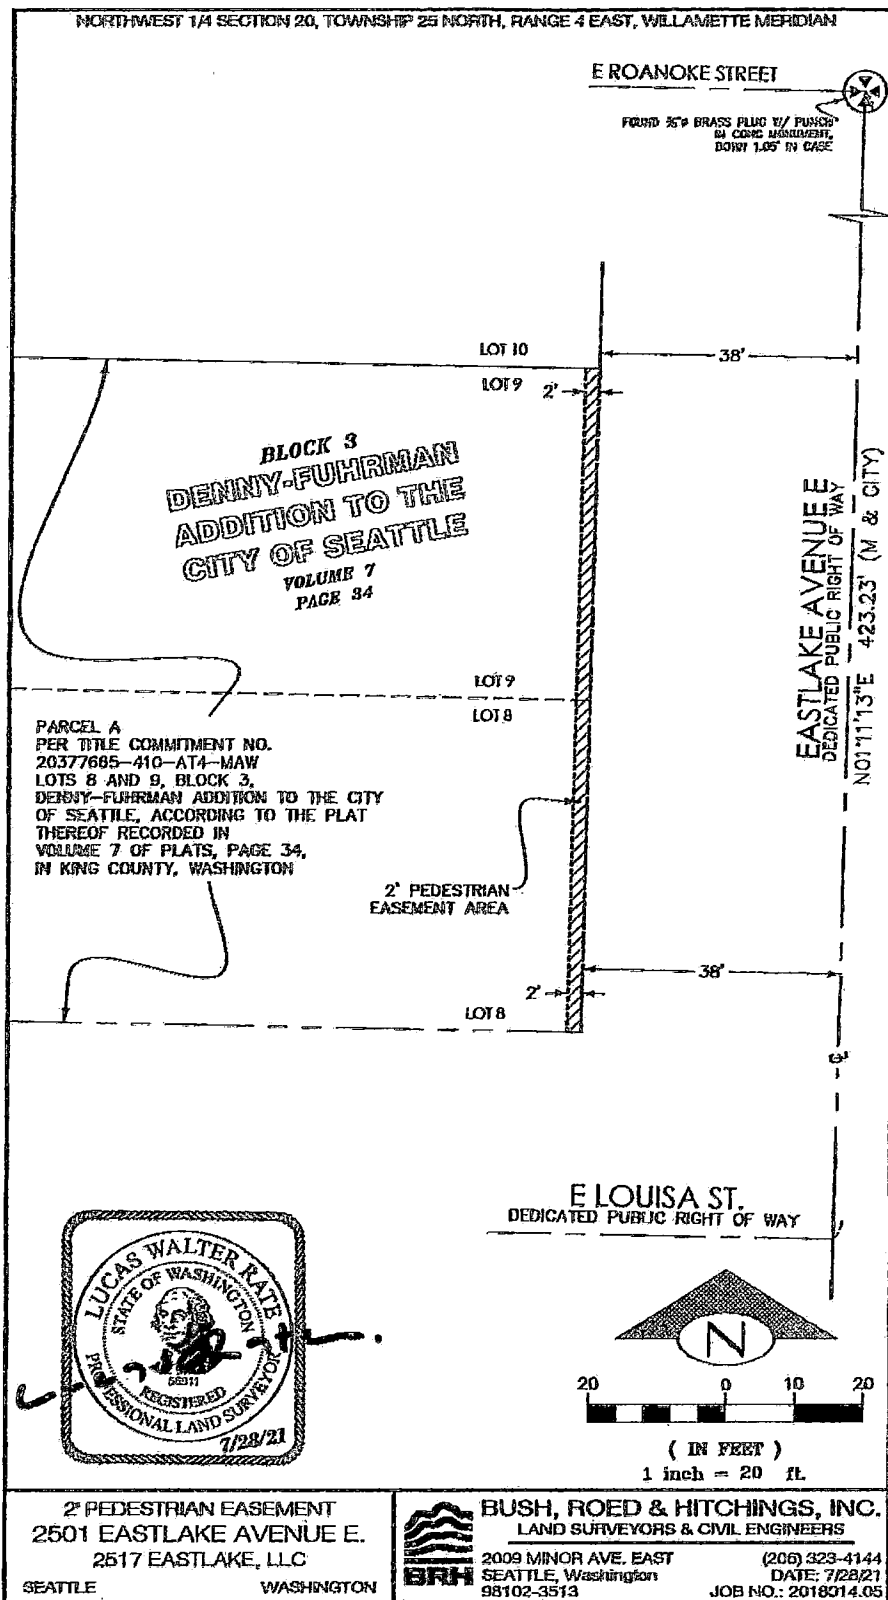 NORTHWEST 1/4 SECTION 20, TOWNSHIP 25 NORTH, RANGE 4 EAST, WILLAMETTE MERIDIAN
E ROANOKE STREET
BRASS PLUG W/ PUNCH
IN CONC MONUMENT,
DOWN 1.05' IN CASE
LOT 10
38'
LOT 9
2'
BLOCK 3
DENNY-FUHRMAN
ADDITION TO THE
CITY OF SEATTLE
VOLUME 7
PAGE 34
EASTLAKE AVENUE E
DEDICATED PUBLIC RIGHT OF WAY
N01°11'13"E 423.23' (M & CITY)
LOT 9
LOT 8
PARCEL A
PER TITLE COMMITMENT NO.
20377685-410-AT4-MAW
LOTS 8 AND 9, BLOCK 3,
DENNY-FUHRMAN ADDITION TO THE CITY
OF SEATTLE, ACCORDING TO THE PLAT
THEREOF RECORDED IN
VOLUME 7 OF PLATS, PAGE 34,
IN KING COUNTY, WASHINGTON
2' PEDESTRIAN
EASEMENT AREA
38'
2'
LOT 8
E LOUISA ST.
DEDICATED PUBLIC RIGHT OF WAY
LUCAS WALTER RATE
STATE OF WASHINGTON
REGISTERED
PROFESSIONAL LAND SURVEYOR
7/28/21
N
20 0 10 20
( IN FEET )
1 inch = 20 ft.
2' PEDESTRIAN EASEMENT
2501 EASTLAKE AVENUE E.
2517 EASTLAKE, LLC
SEATTLE WASHINGTON
BRH
BUSH, ROED & HITCHINGS, INC.
LAND SURVEYORS & CIVIL ENGINEERS
2009 MINOR AVE. EAST (206) 323-4144
SEATTLE, Washington DATE: 7/28/21
98102-3513 JOB NO.: 2018014.05